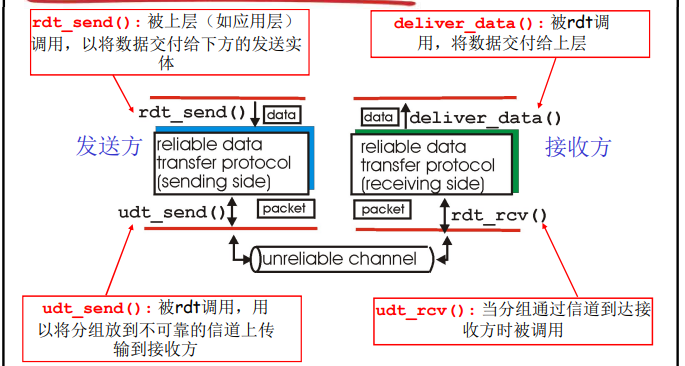 rdt_send(): 被上层（如应用层）
调用，以将数据交付给下方的发送实
体
deliver_data(): 被rdt调
用，将数据交付给上层
rdt_send()
data
data
deliver_data()
发送方
reliable data
transfer protocol
(sending side)
reliable data
transfer protocol
(receiving side)
接收方
udt_send()
packet
packet
rdt_rcv()
unreliable channel
udt_send(): 被rdt调用，用
以将分组放到不可靠的信道上传
输到接收方
udt_rcv(): 当分组通过信道到达接
收方时被调用